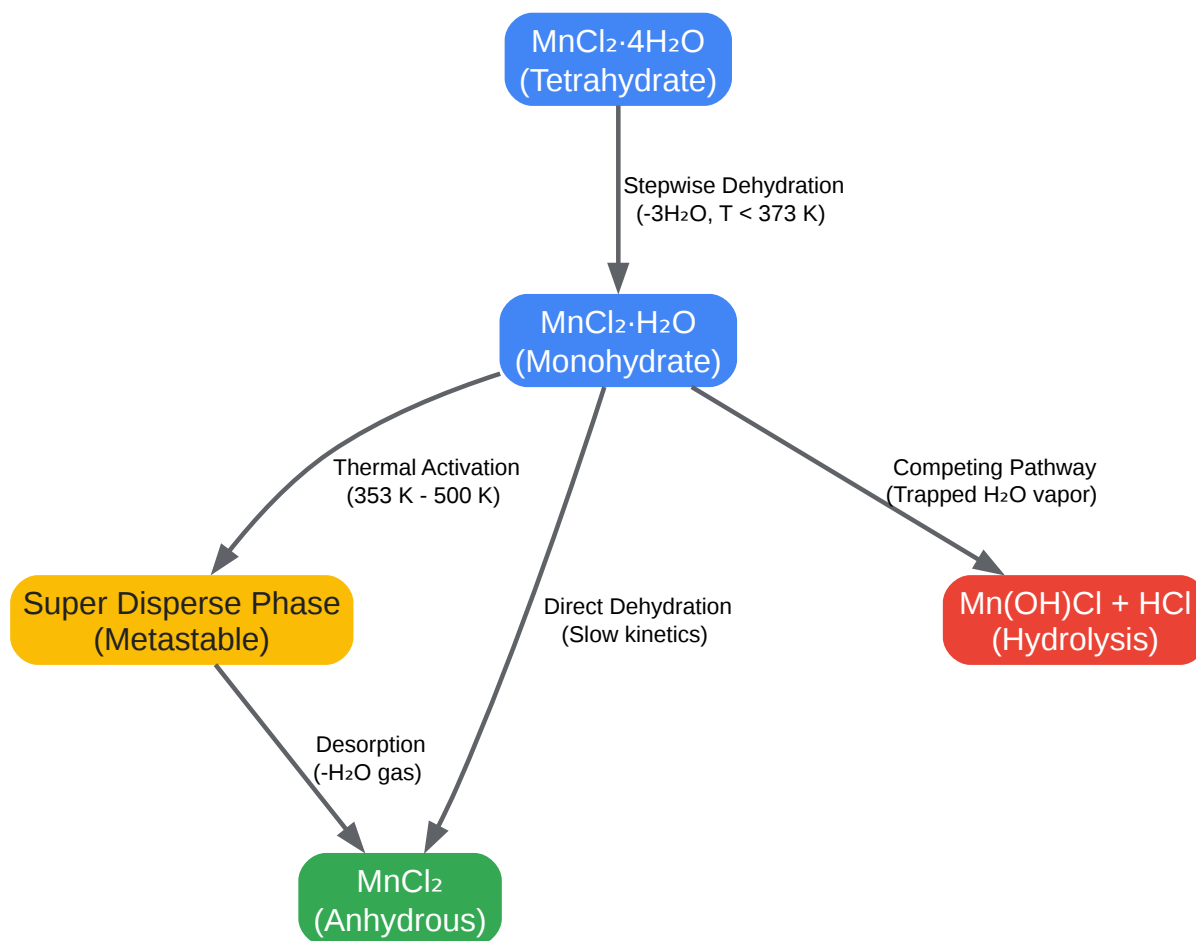 MnCl₂·4H₂O
(Tetrahydrate)
Stepwise Dehydration
(-3H₂O, T < 373 K)
MnCl₂·H₂O
(Monohydrate)
Thermal Activation
(353 K - 500 K)
Competing Pathway
(Trapped H₂O vapor)
Super Disperse Phase
(Metastable)
Direct Dehydration
(Slow kinetics)
Mn(OH)Cl + HCl
(Hydrolysis)
Desorption
(-H₂O gas)
MnCl₂
(Anhydrous)